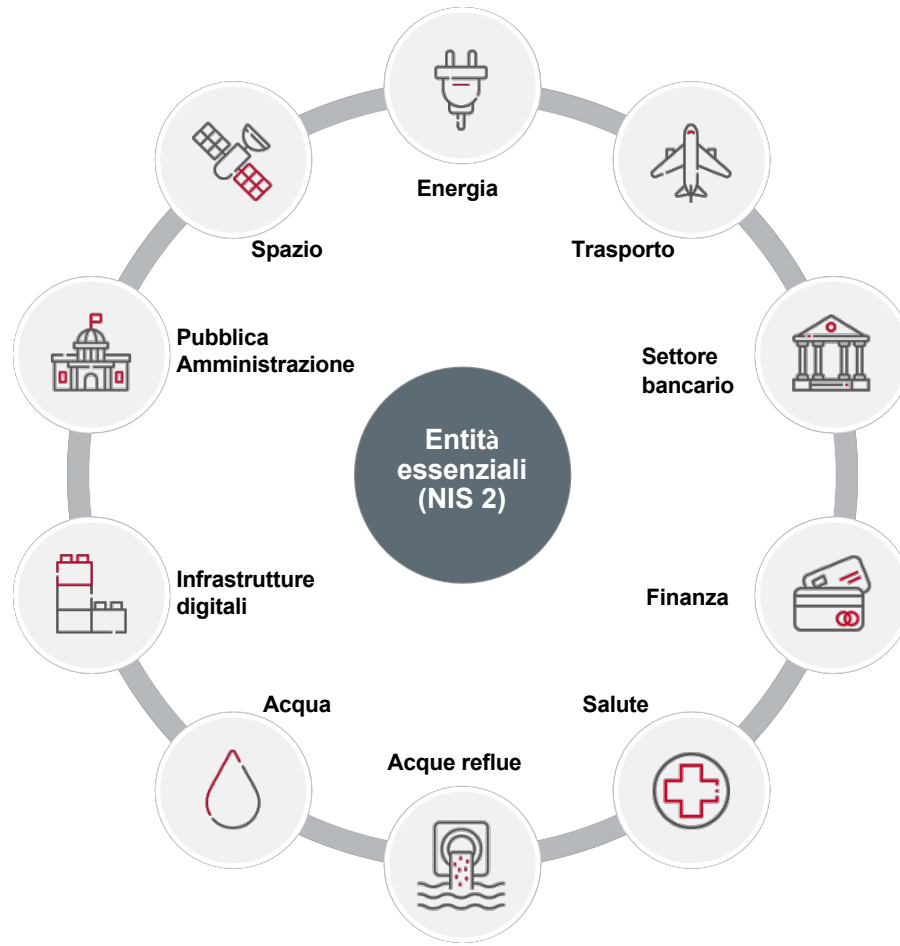 Energia
Trasporto
Settore
bancario
Finanza
Salute
Acque reflue
Acqua
Infrastrutture
digitali
Pubblica
Amministrazione
Spazio
Entità
essenziali
(NIS 2)